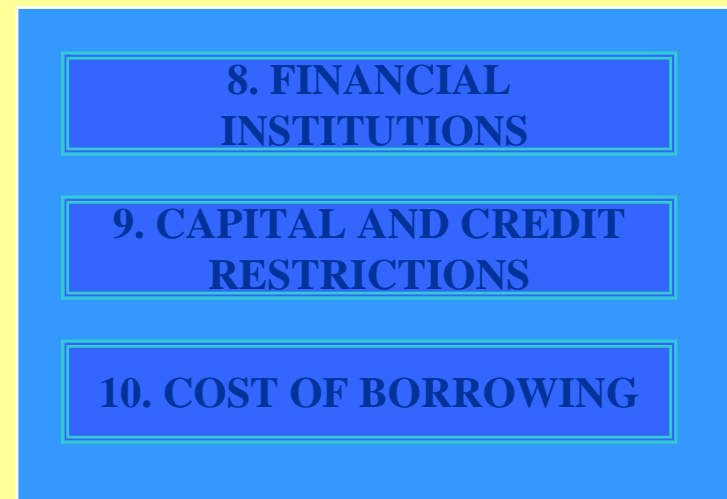 8. FINANCIAL
INSTITUTIONS
9. CAPITAL AND CREDIT
RESTRICTIONS
10. COST OF BORROWING